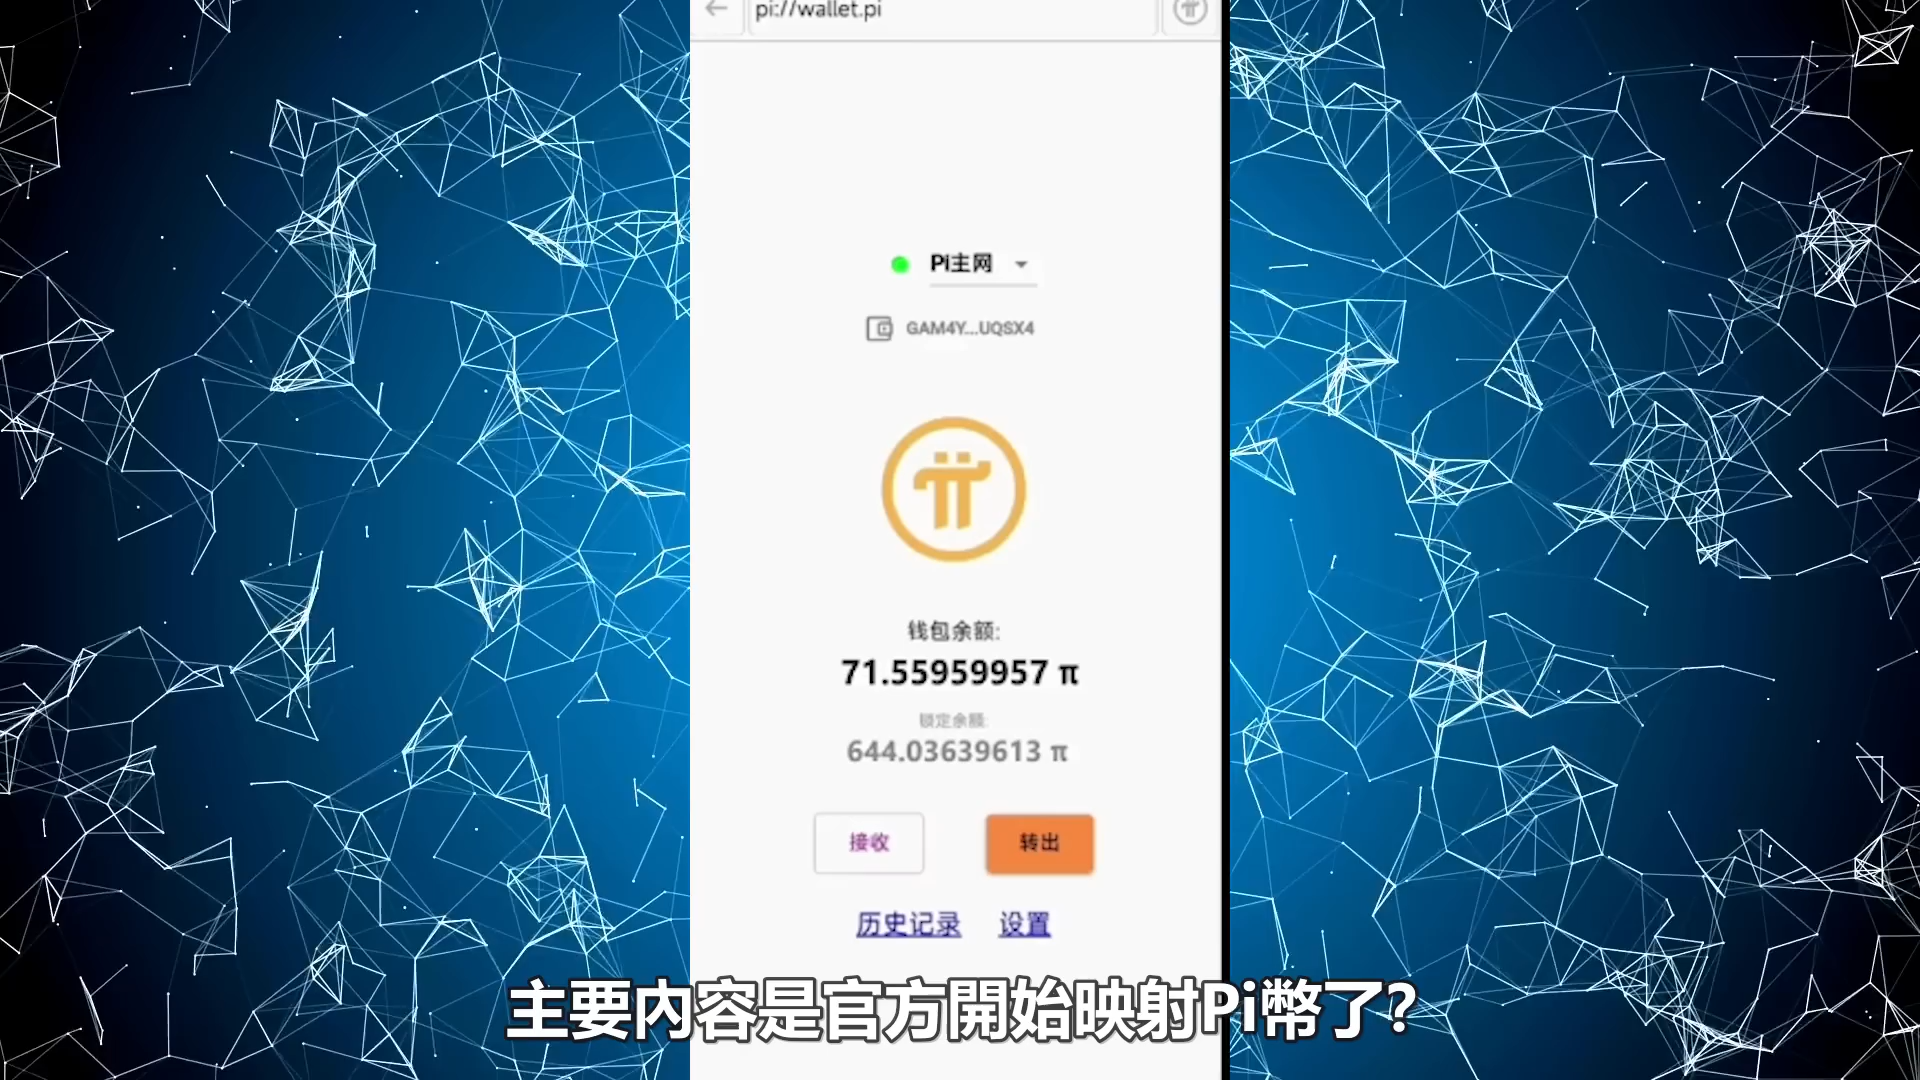 pi://wallet.pi
Pi主网
GAM4Y...UQSX4
钱包余额:
71.55959957 π
锁定余额:
644.03639613 π
接收 转出
历史记录 设置
主要內容是官方開始映射Pi幣了?